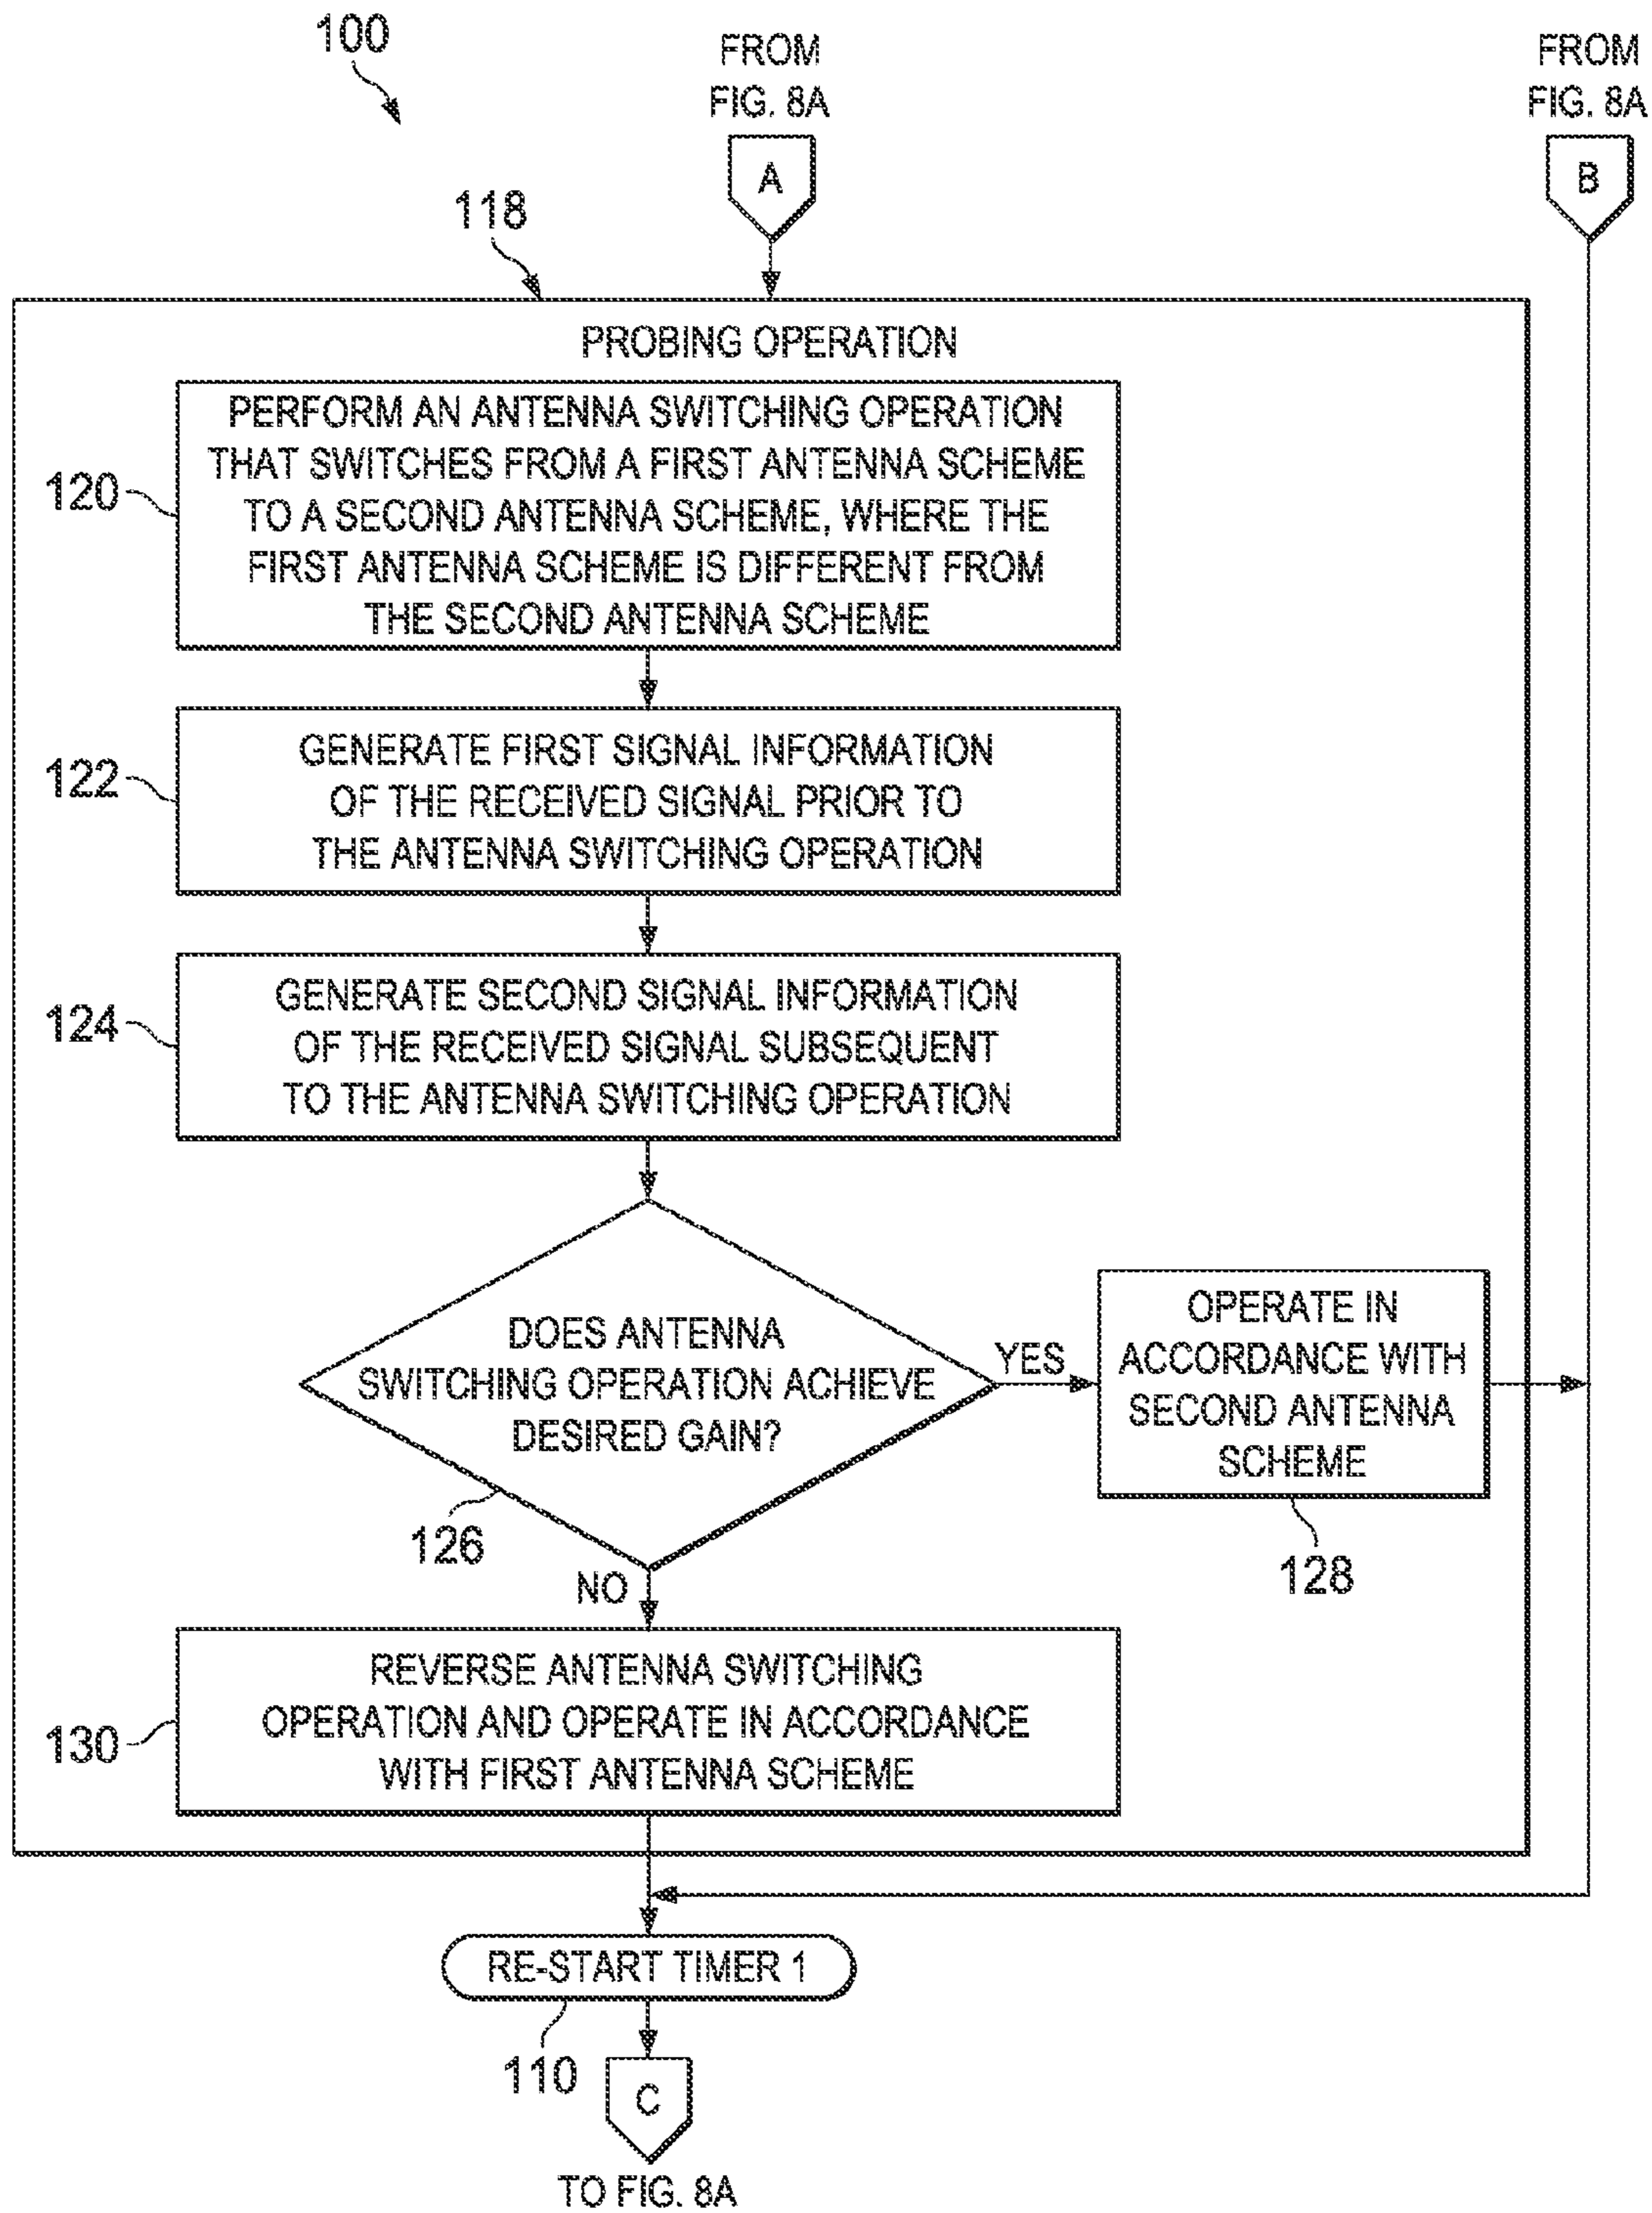 100
FROM
FIG. 8A
A
FROM
FIG. 8A
B
118
PROBING OPERATION
120
PERFORM AN ANTENNA SWITCHING OPERATION
THAT SWITCHES FROM A FIRST ANTENNA SCHEME
TO A SECOND ANTENNA SCHEME, WHERE THE
FIRST ANTENNA SCHEME IS DIFFERENT FROM
THE SECOND ANTENNA SCHEME
122
GENERATE FIRST SIGNAL INFORMATION
OF THE RECEIVED SIGNAL PRIOR TO
THE ANTENNA SWITCHING OPERATION
124
GENERATE SECOND SIGNAL INFORMATION
OF THE RECEIVED SIGNAL SUBSEQUENT
TO THE ANTENNA SWITCHING OPERATION
DOES ANTENNA
SWITCHING OPERATION ACHIEVE
DESIRED GAIN?
126
YES
OPERATE IN
ACCORDANCE WITH
SECOND ANTENNA
SCHEME
128
NO
130
REVERSE ANTENNA SWITCHING
OPERATION AND OPERATE IN ACCORDANCE
WITH FIRST ANTENNA SCHEME
RE-START TIMER 1
110
C
TO FIG. 8A